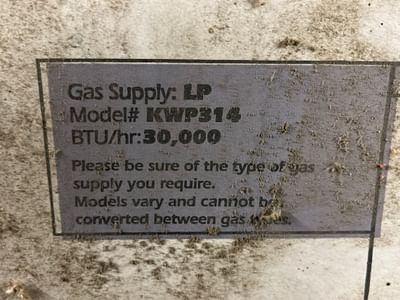 Gas Supply: LP
Model# KWP314
BTU/hr:30,000
Please be sure of the type of gas
supply you require.
Models vary and cannot be
converted between gas types.